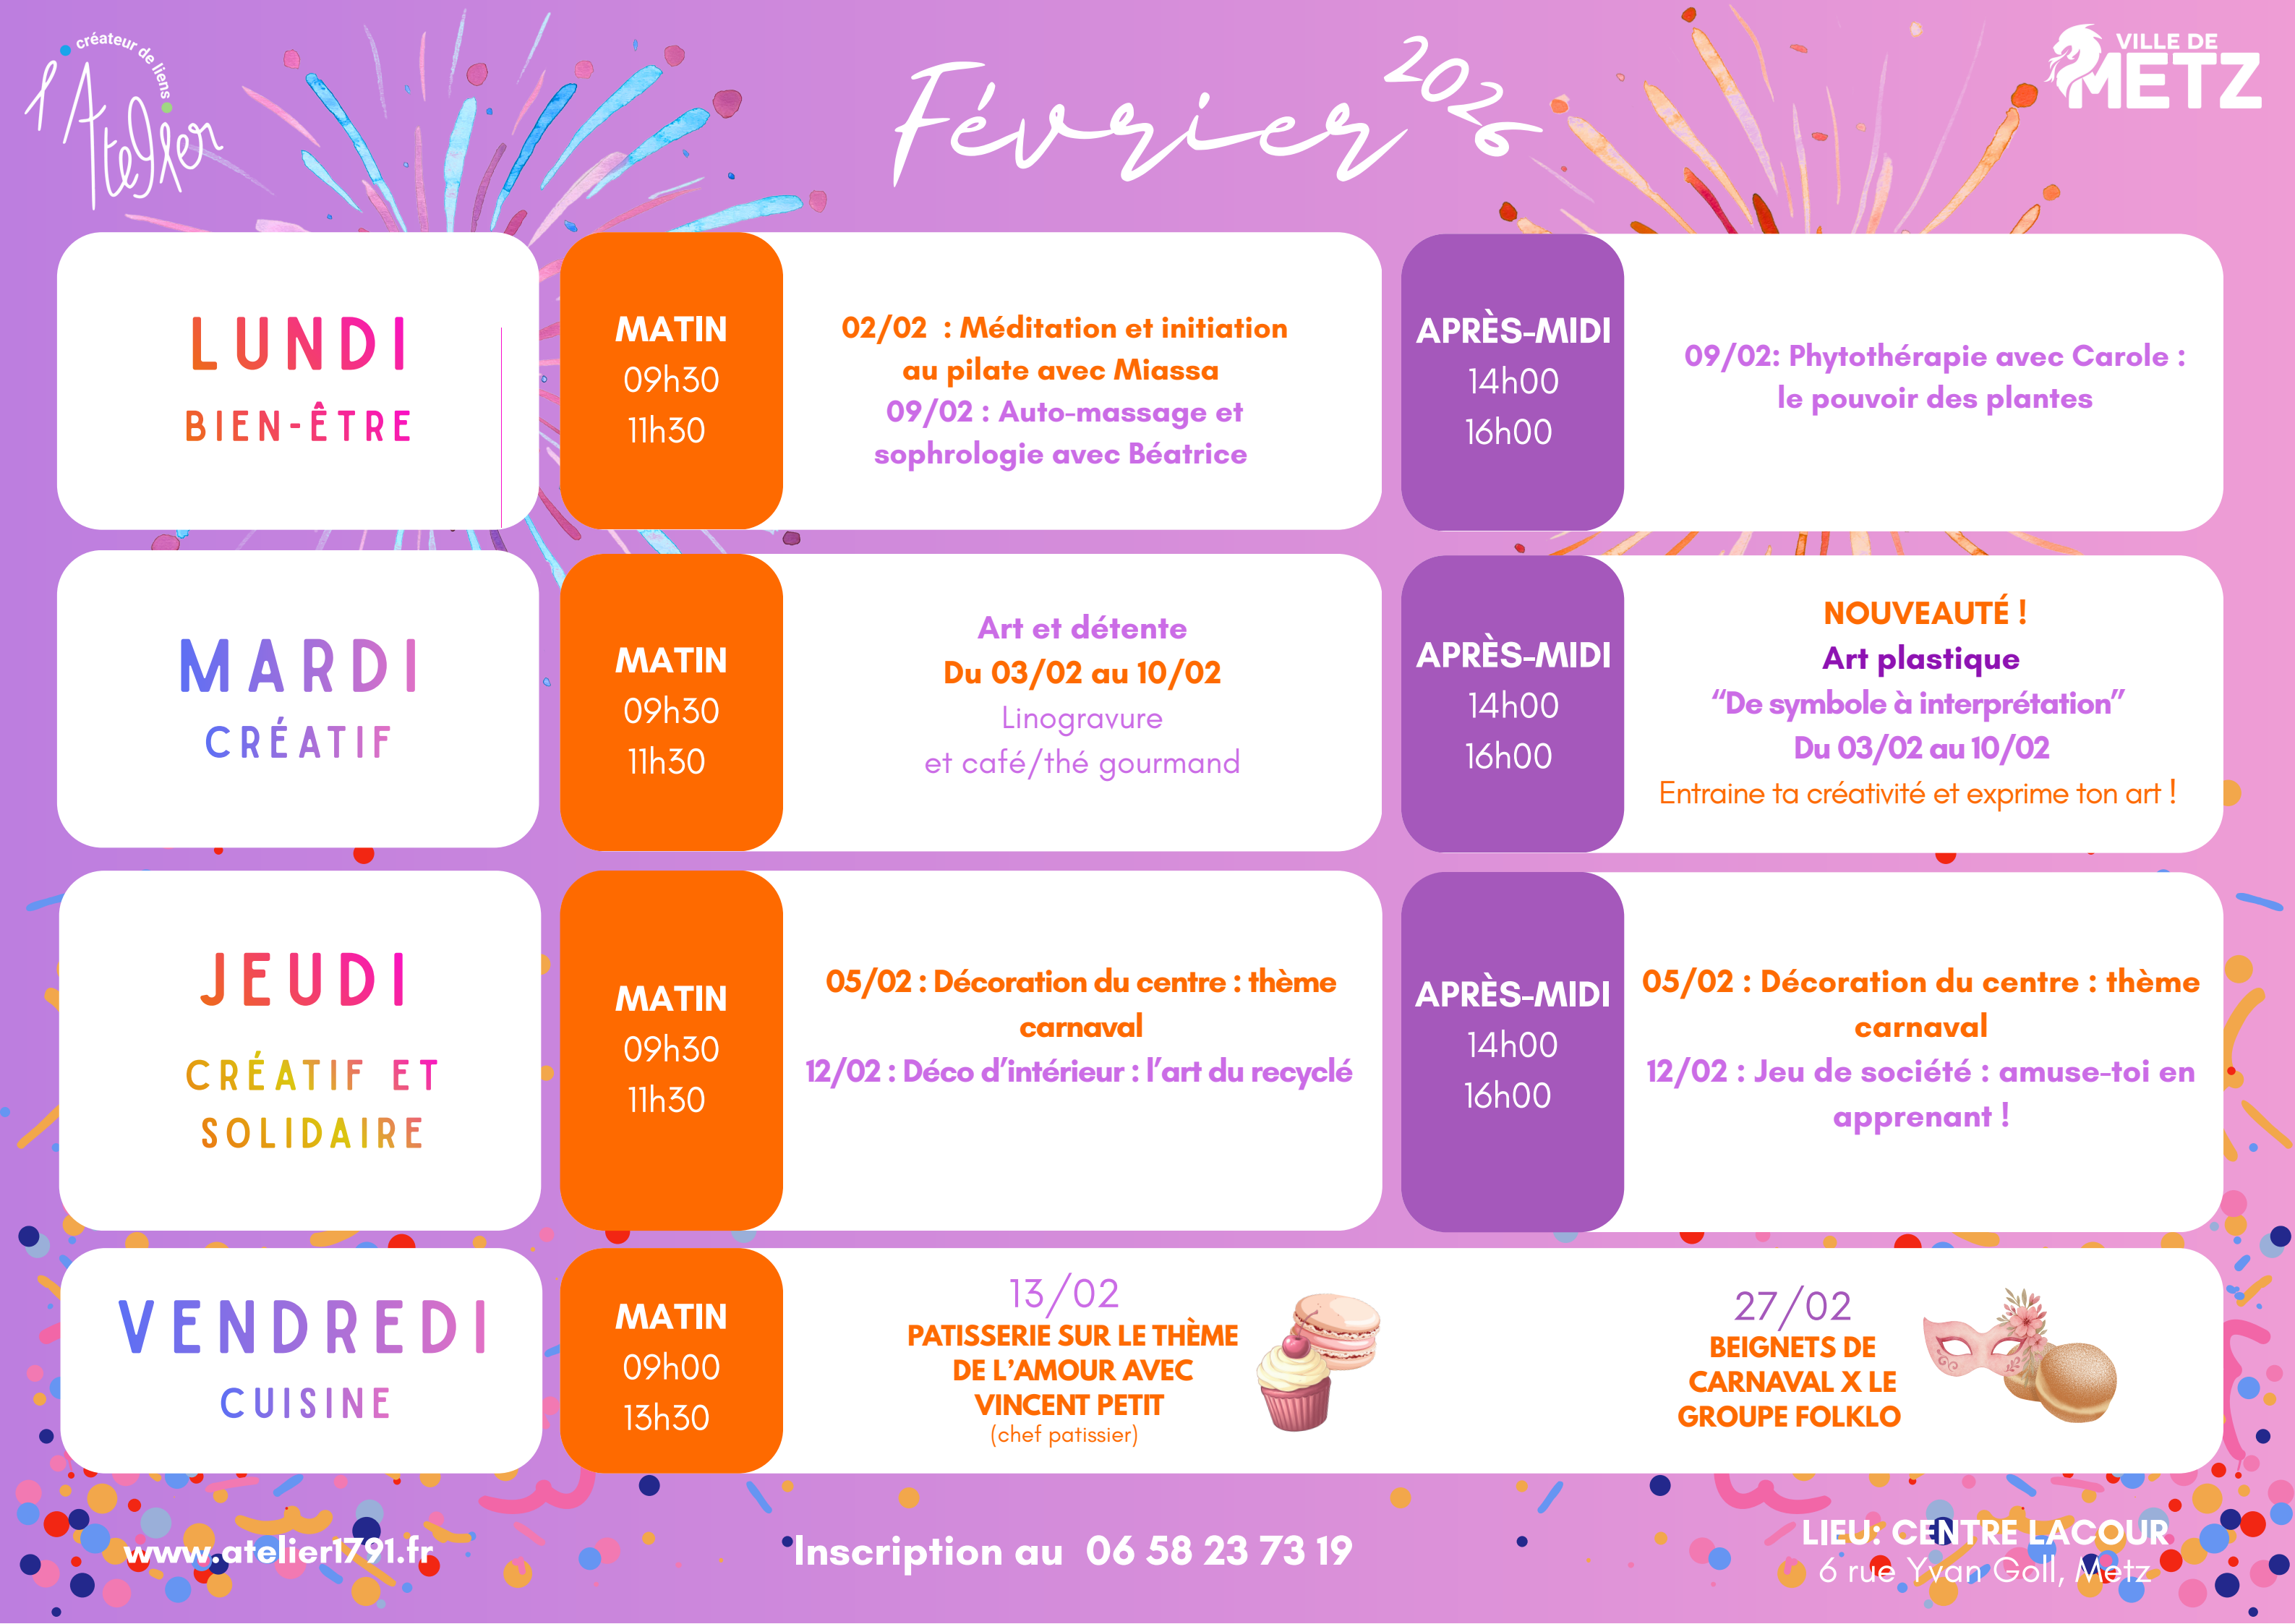 créateur de liens
l'Atelier
Février 2026
VILLE DE
METZ
LUNDI
BIEN-ÊTRE
MATIN
09h30
11h30
02/02 : Méditation et initiation
au pilate avec Miassa
09/02 : Auto-massage et
sophrologie avec Béatrice
APRÈS-MIDI
14h00
16h00
09/02: Phytothérapie avec Carole :
le pouvoir des plantes
MARDI
CRÉATIF
MATIN
09h30
11h30
Art et détente
Du 03/02 au 10/02
Linogravure
et café/thé gourmand
APRÈS-MIDI
14h00
16h00
NOUVEAUTÉ !
Art plastique
“De symbole à interprétation”
Du 03/02 au 10/02
Entraine ta créativité et exprime ton art !
JEUDI
CRÉATIF ET
SOLIDAIRE
MATIN
09h30
11h30
05/02 : Décoration du centre : thème
carnaval
12/02 : Déco d’intérieur : l’art du recyclé
APRÈS-MIDI
14h00
16h00
05/02 : Décoration du centre : thème
carnaval
12/02 : Jeu de société : amuse-toi en
apprenant !
VENDREDI
CUISINE
MATIN
09h00
13h30
13/02
PATISSERIE SUR LE THÈME
DE L’AMOUR AVEC
VINCENT PETIT
(chef patissier)
27/02
BEIGNETS DE
CARNAVAL X LE
GROUPE FOLKLO
www.atelier1791.fr
Inscription au 06 58 23 73 19
LIEU: CENTRE LACOUR
6 rue Yvan Goll, Metz